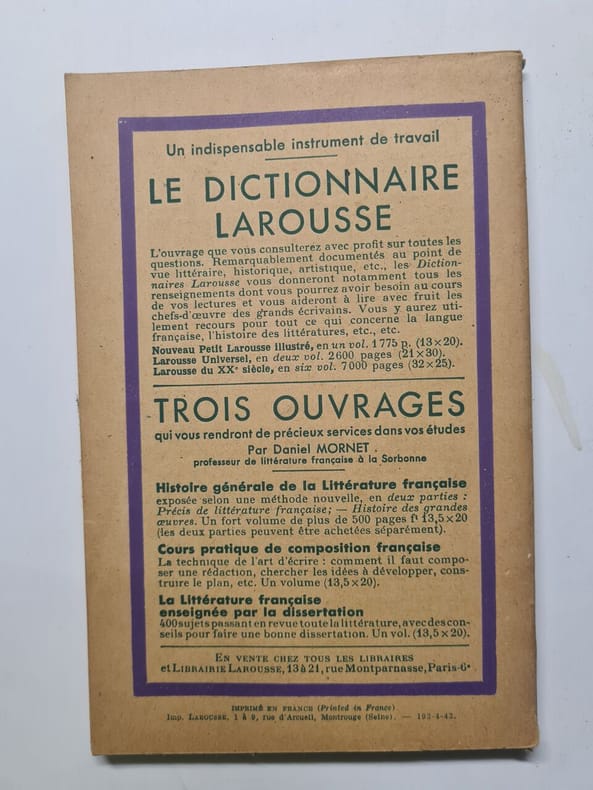 Un indispensable instrument de travail
LE DICTIONNAIRE
LAROUSSE
L'ouvrage que vous consulterez avec profit sur toutes les
questions. Remarquablement documentés au point de
vue littéraire, historique, artistique, etc., les Diction-
naires Larousse vous donneront notamment tous les
renseignements dont vous pourrez avoir besoin au cours
de vos lectures et vous aideront à lire avec fruit les
chefs-d'œuvre des grands écrivains. Vous y aurez uti-
lement recours pour tout ce qui concerne la langue
française, l'histoire des littératures, etc., etc.
Nouveau Petit Larousse illustré, en un vol. 1775 p. (13×20).
Larousse Universel, en deux vol. 2600 pages (21×30).
Larousse du XXe siècle, en six vol. 7000 pages (32×25).
TROIS OUVRAGES
qui vous rendront de précieux services dans vos études
Par Daniel MORNET
professeur de littérature française à la Sorbonne
Histoire générale de la Littérature française
exposée selon une méthode nouvelle, en deux parties :
Précis de littérature française; — Histoire des grandes
œuvres. Un fort volume de plus de 500 pages ft 13,5×20
(les deux parties peuvent être achetées séparément).
Cours pratique de composition française
La technique de l'art d'écrire : comment il faut compo-
ser une rédaction, chercher les idées à développer, cons-
truire le plan, etc. Un volume (13,5×20).
La Littérature française
enseignée par la dissertation
400 sujets passant en revue toute la littérature, avec des con-
seils pour faire une bonne dissertation. Un vol. (13,5×20).
EN VENTE CHEZ TOUS LES LIBRAIRES
et LIBRAIRIE LAROUSSE, 13 à 21, rue Montparnasse, Paris-6e
IMPRIMÉ EN FRANCE (Printed in France)
Imp. LAROUSSE, 1 à 9, rue d'Arcueil, Montrouge (Seine). — 193-4-43.